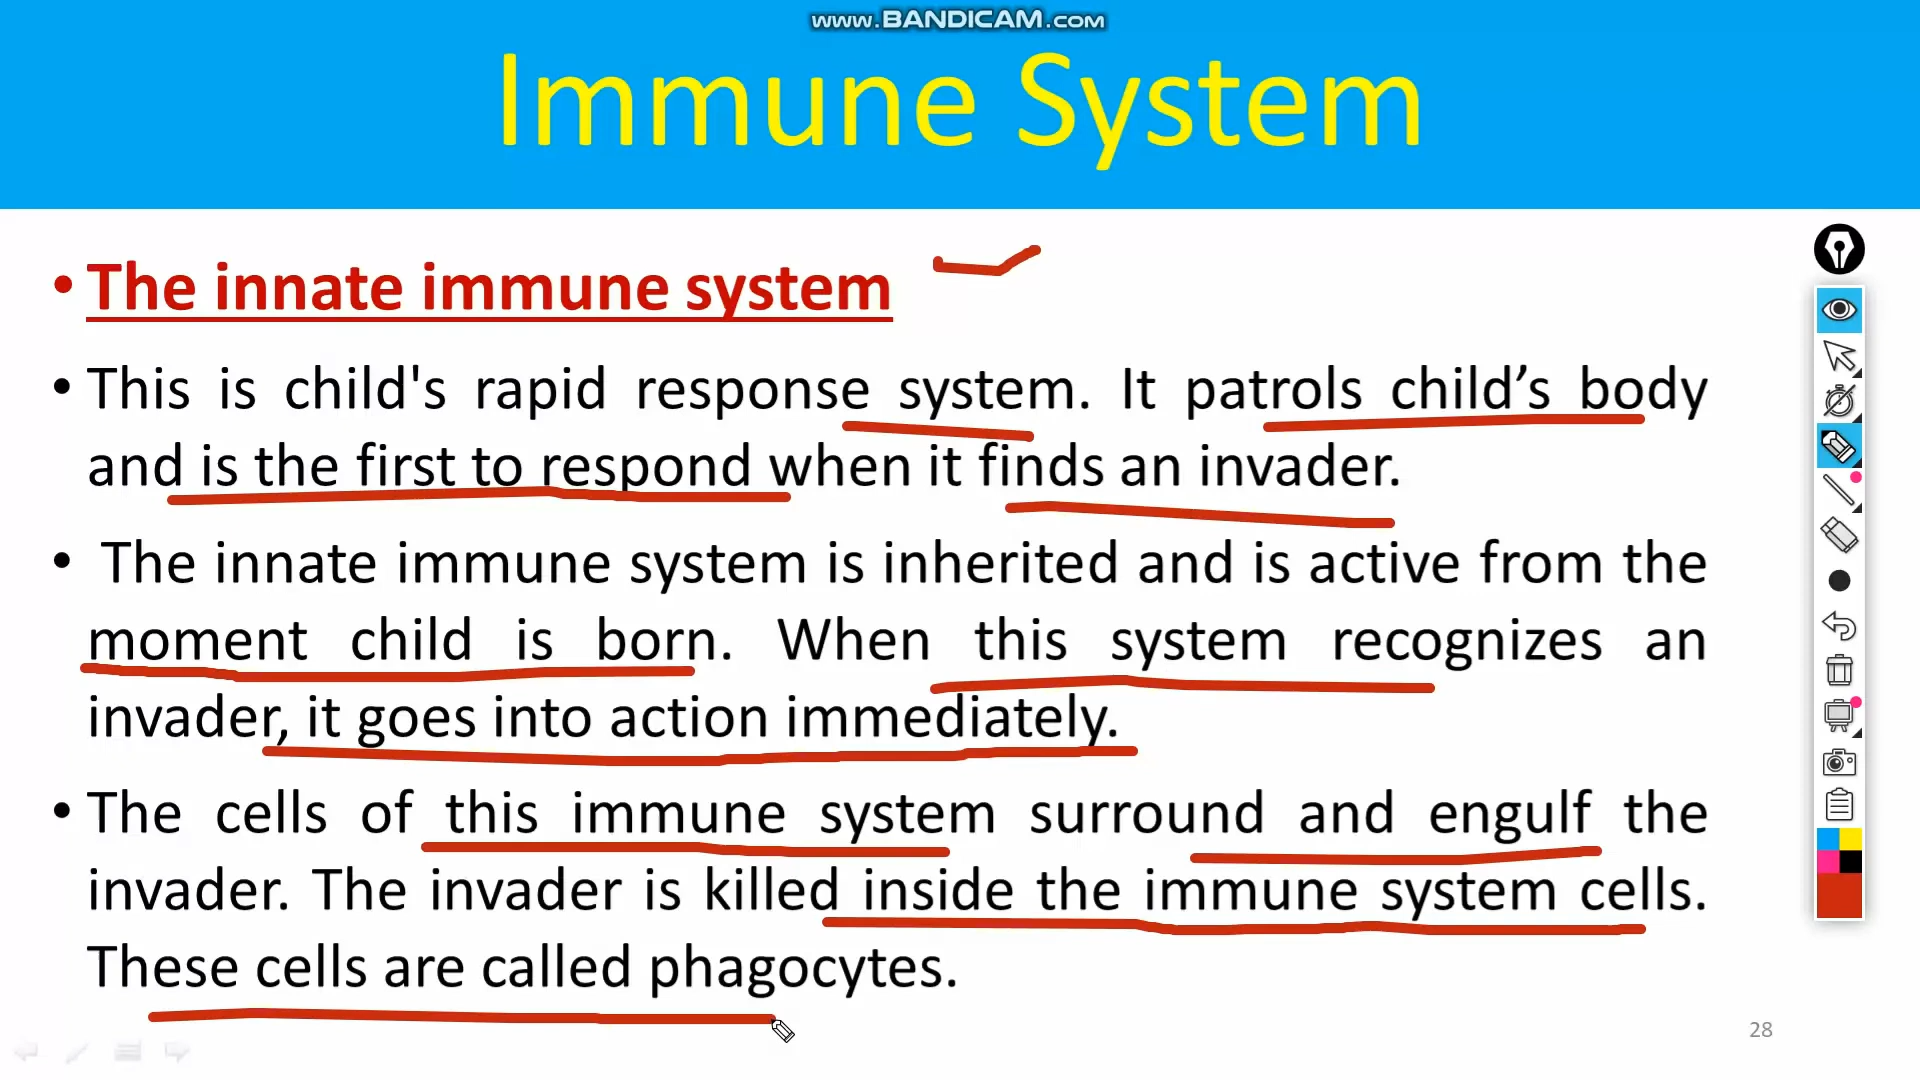 www.BANDICAM.com
Immune System
• The innate immune system
• This is child's rapid response system. It patrols child’s body
and is the first to respond when it finds an invader.
• The innate immune system is inherited and is active from the
moment child is born. When this system recognizes an
invader, it goes into action immediately.
• The cells of this immune system surround and engulf the
invader. The invader is killed inside the immune system cells.
These cells are called phagocytes.
28